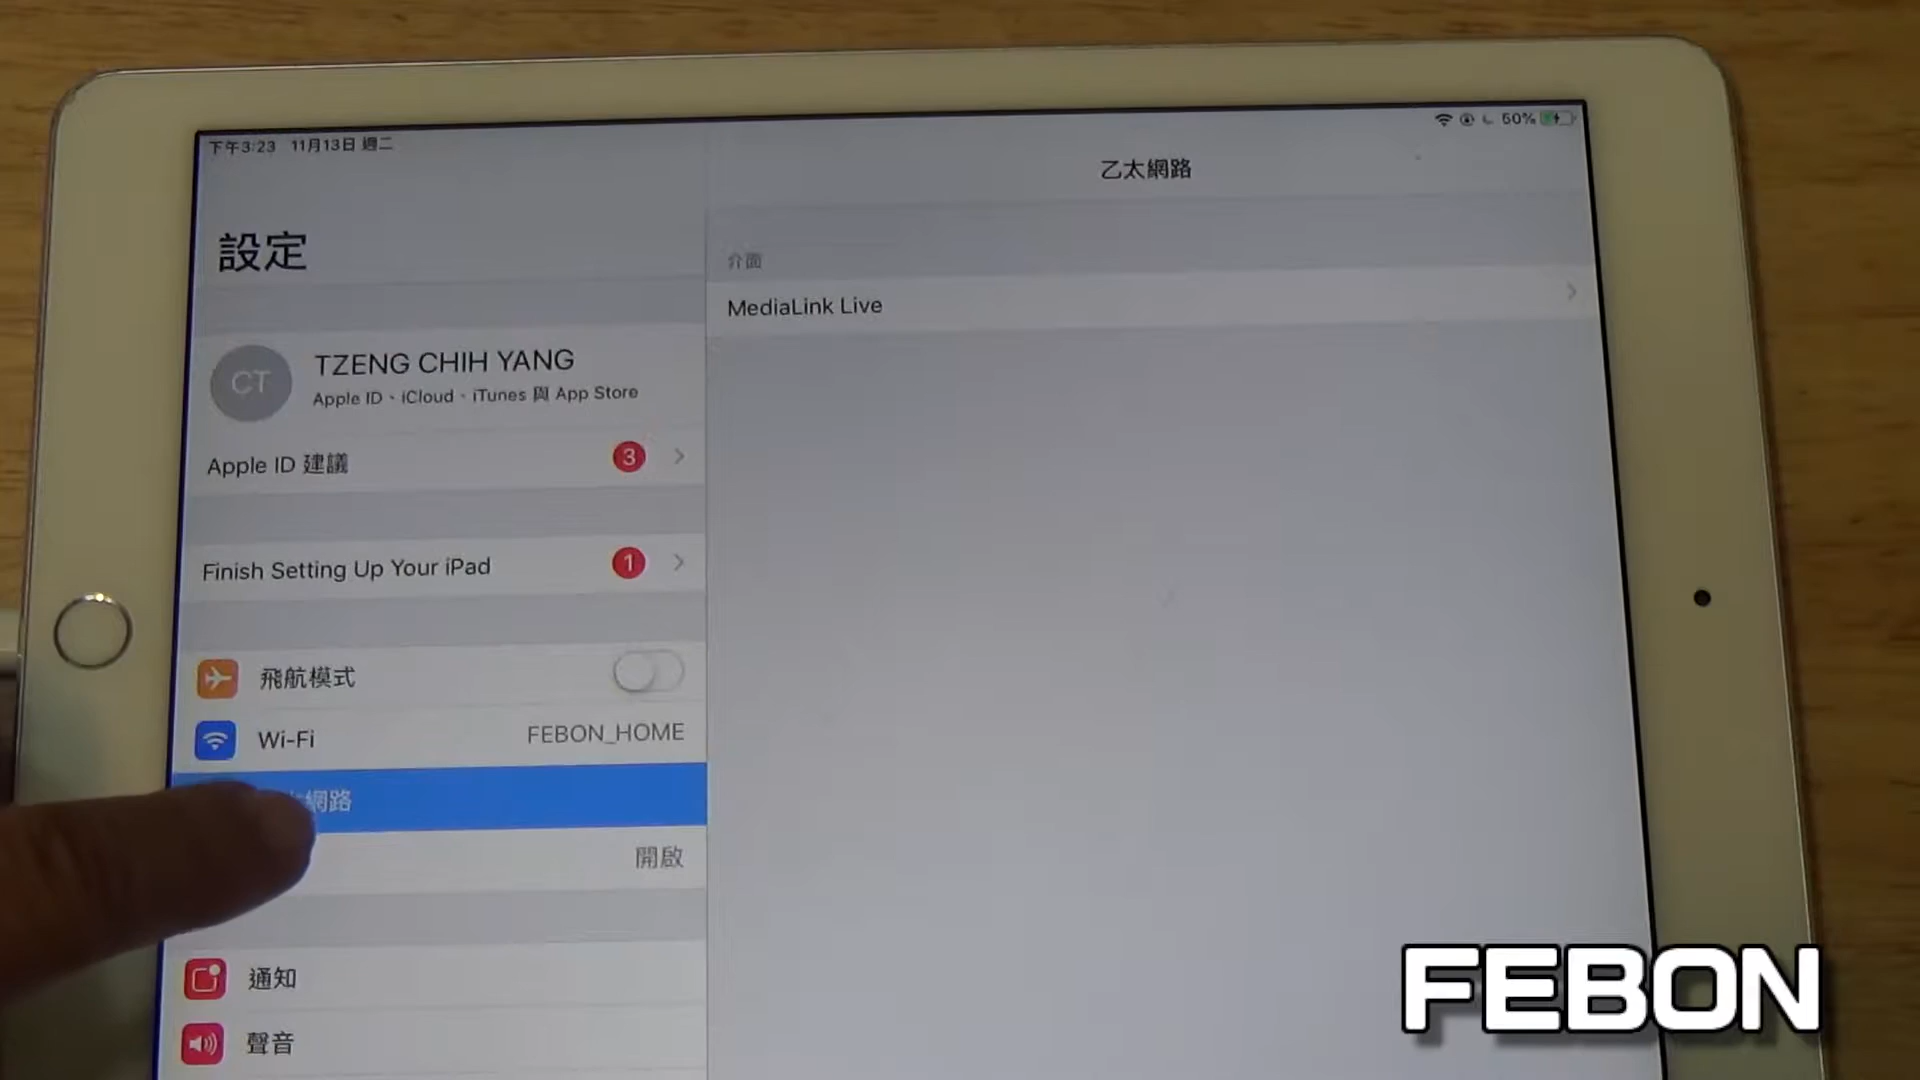 下午3:23 11月13日 週二
50%
設定
乙太網路
CT
TZENG CHIH YANG
Apple ID、iCloud、iTunes 與 App Store
Apple ID 建議 3
Finish Setting Up Your iPad 1
飛航模式
Wi-Fi FEBON_HOME
網路
開啟
通知
聲音
介面
MediaLink Live
FEBON